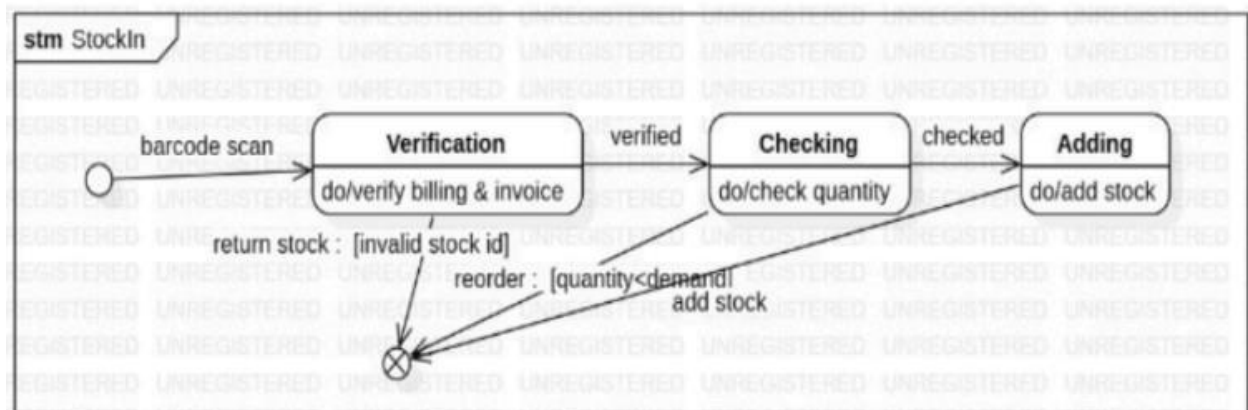 stm StockIn
barcode scan
Verification
do/verify billing & invoice
verified
Checking
do/check quantity
checked
Adding
do/add stock
return stock : [invalid stock id]
reorder : [quantity<demand]
add stock
UNREGISTERED